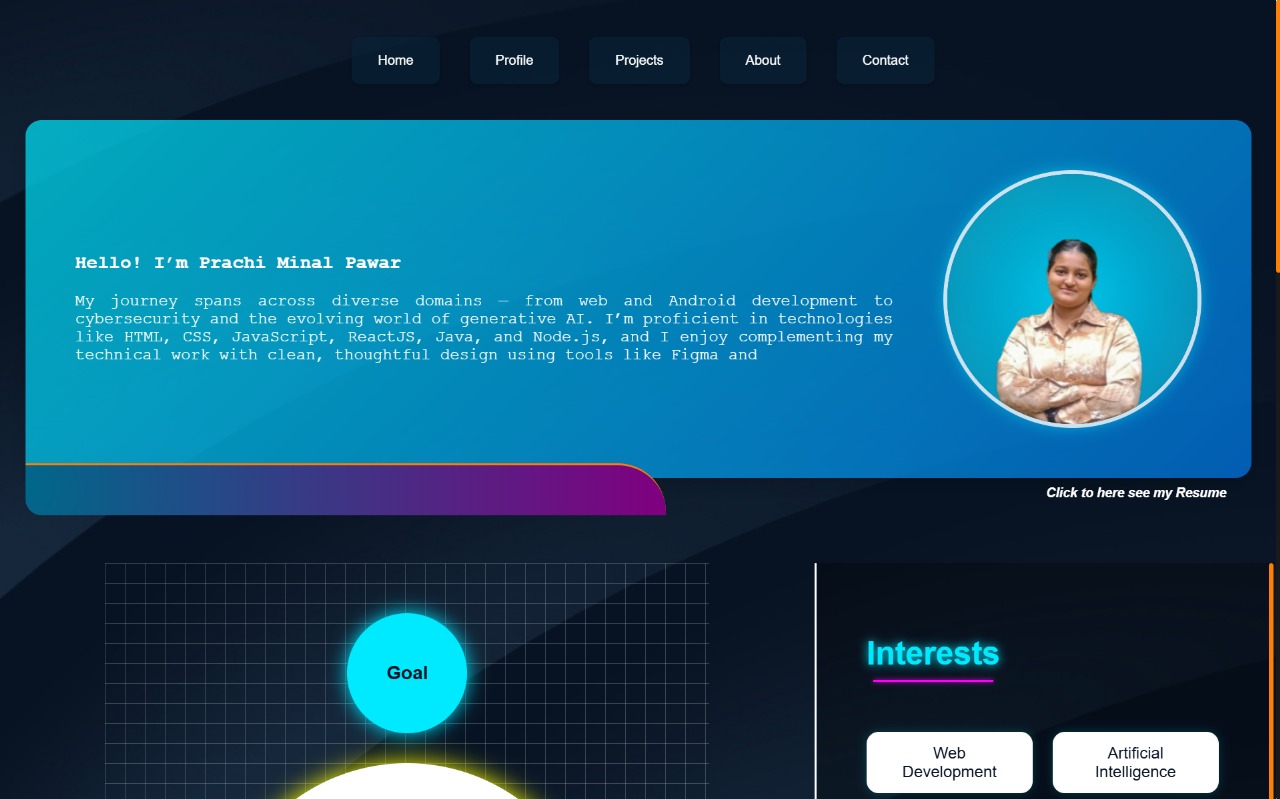 Home
Profile
Projects
About
Contact
Hello! I’m Prachi Minal Pawar
My journey spans across diverse domains — from web and Android development to
cybersecurity and the evolving world of generative AI. I’m proficient in technologies
like HTML, CSS, JavaScript, ReactJS, Java, and Node.js, and I enjoy complementing my
technical work with clean, thoughtful design using tools like Figma and
Click to here see my Resume
Goal
Interests
Web
Development
Artificial
Intelligence